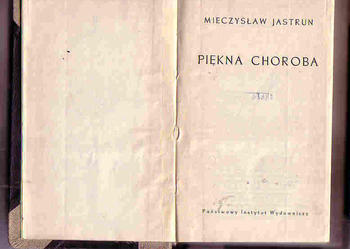 MIECZYSŁAW JASTRUN
PIĘKNA CHOROBA
Państwowy Instytut Wydawniczy